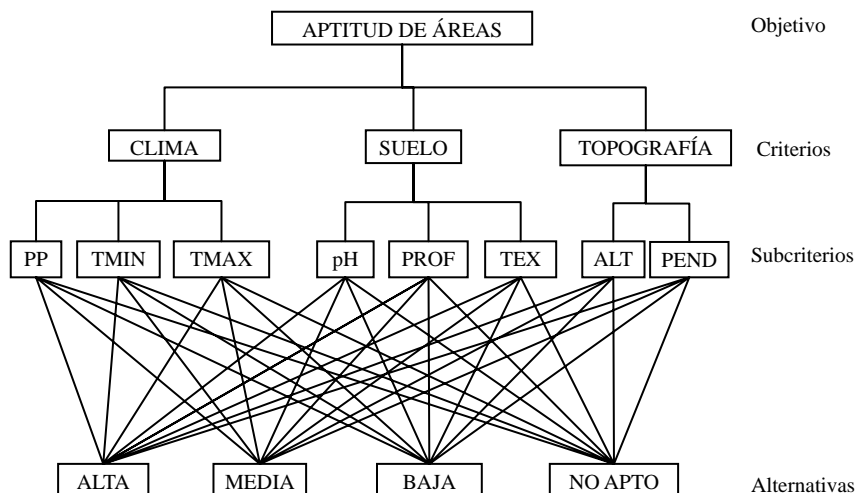 APTITUD DE ÁREAS Objetivo
CLIMA SUELO TOPOGRAFÍA Criterios
PP TMIN TMAX pH PROF TEX ALT PEND Subcriterios
ALTA MEDIA BAJA NO APTO Alternativas